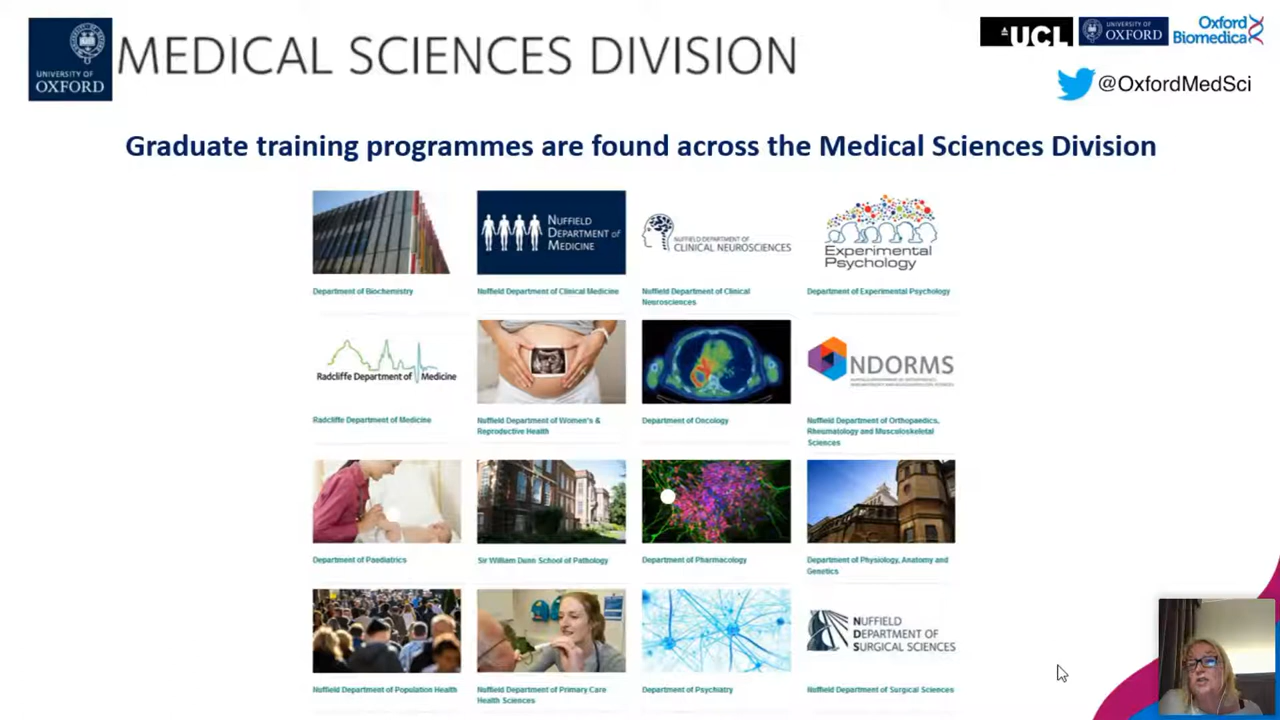 UNIVERSITY OF
OXFORD
MEDICAL SCIENCES DIVISION
UCL
UNIVERSITY OF
OXFORD
Oxford
Biomedica
@OxfordMedSci
Graduate training programmes are found across the Medical Sciences Division
NUFFIELD
DEPARTMENT of
MEDICINE
NUFFIELD DEPARTMENT OF
CLINICAL NEUROSCIENCES
Experimental
Psychology
Department of Biochemistry
Nuffield Department of Clinical Medicine
Nuffield Department of Clinical
Neurosciences
Department of Experimental Psychology
Radcliffe Department of Medicine
NDORMS
Radcliffe Department of Medicine
Nuffield Department of Women's &
Reproductive Health
Department of Oncology
Nuffield Department of Orthopaedics,
Rheumatology and Musculoskeletal
Sciences
Department of Paediatrics
Sir William Dunn School of Pathology
Department of Pharmacology
Department of Physiology, Anatomy and
Genetics
NUFFIELD
DEPARTMENT OF
SURGICAL SCIENCES
Nuffield Department of Population Health
Nuffield Department of Primary Care
Health Sciences
Department of Psychiatry
Nuffield Department of Surgical Sciences